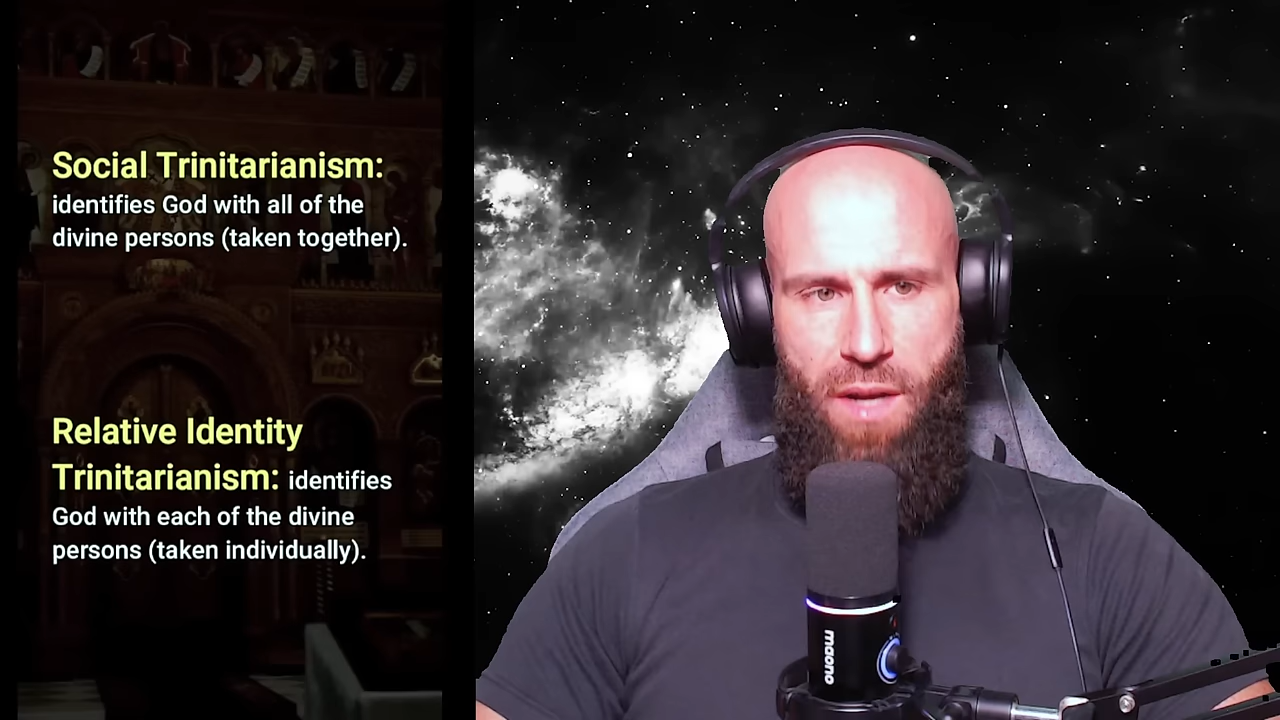 Social Trinitarianism:
identifies God with all of the
divine persons (taken together).
Relative Identity
Trinitarianism: identifies
God with each of the divine
persons (taken individually).
maono